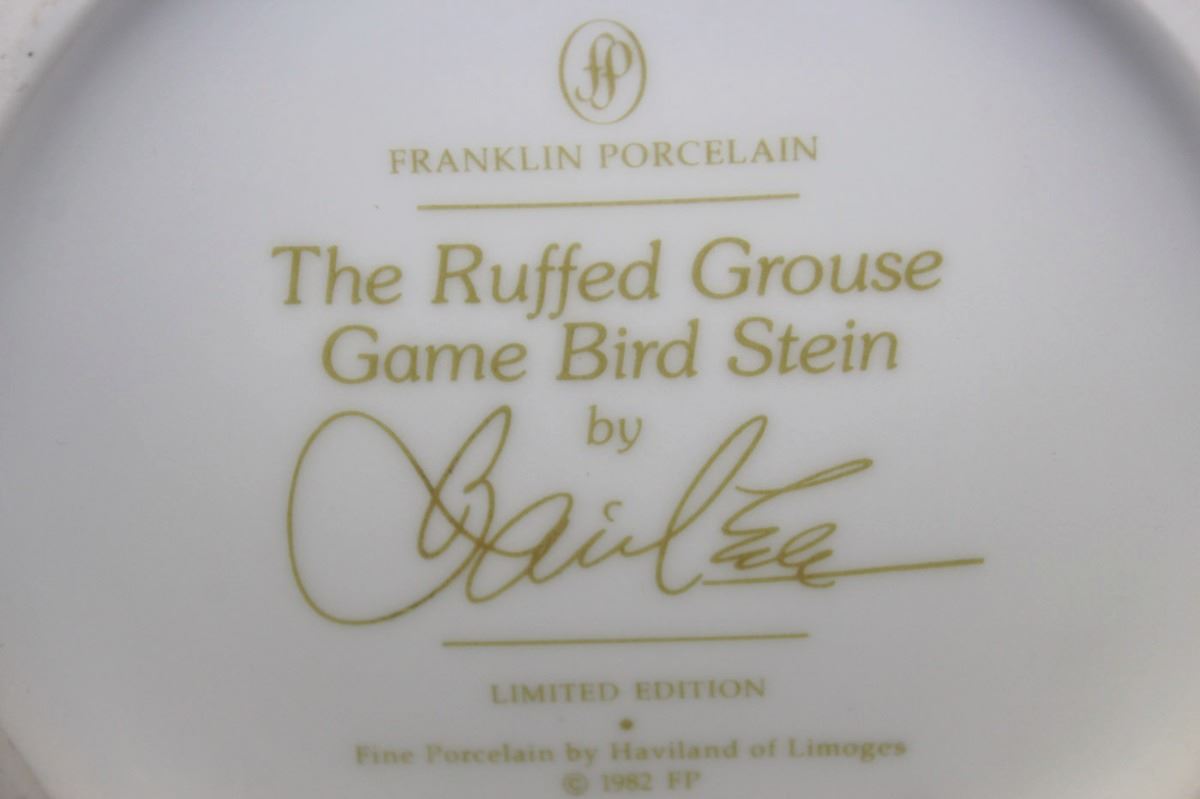 fp
FRANKLIN PORCELAIN
The Ruffed Grouse
Game Bird Stein
by
LIMITED EDITION
Fine Porcelain by Haviland of Limoges
© 1982 FP